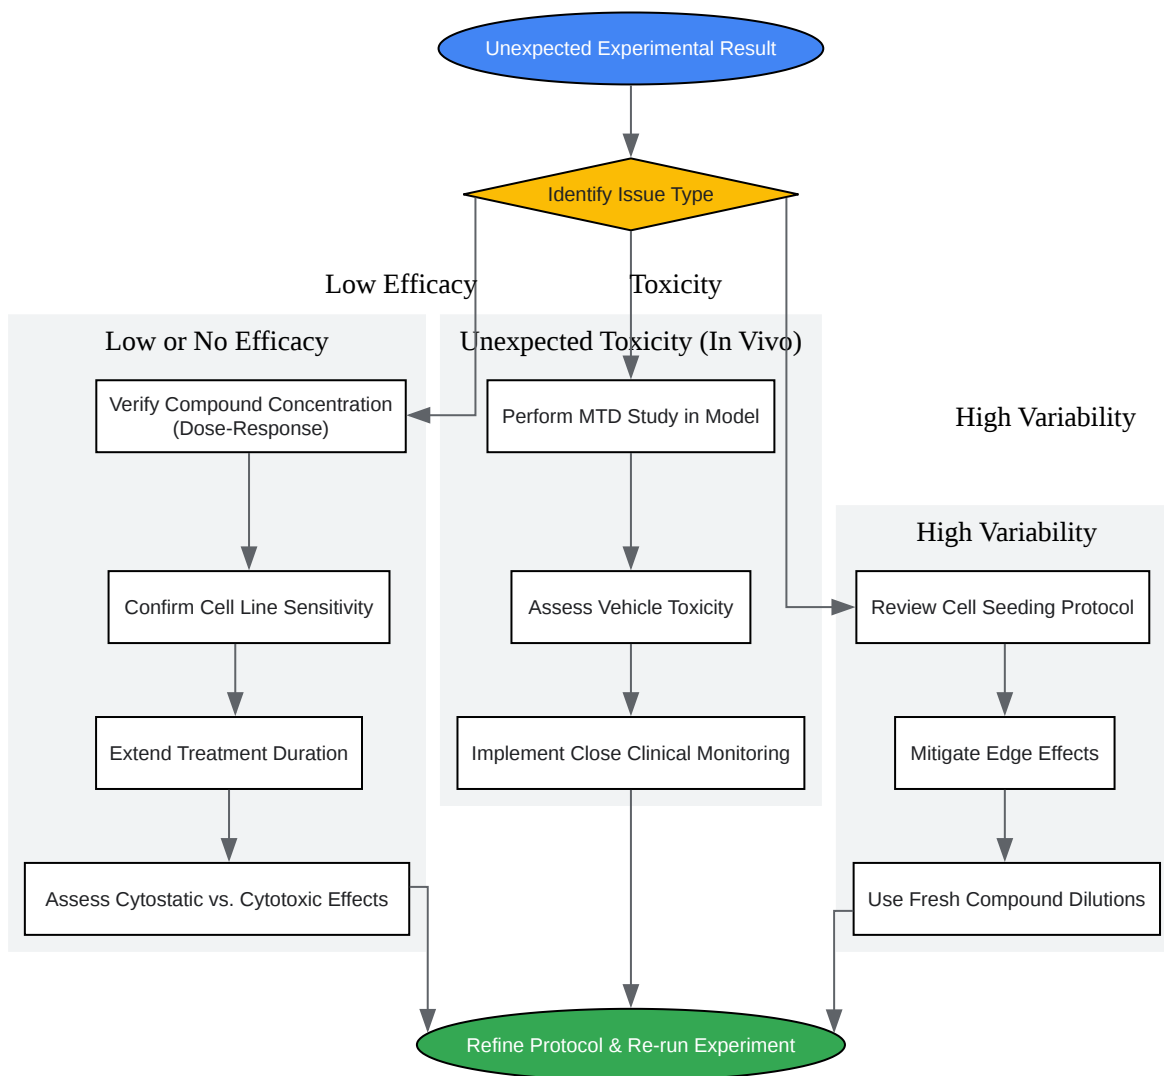 Unexpected Experimental Result
Identify Issue Type
Low Efficacy
Toxicity
High Variability
Low or No Efficacy
Verify Compound Concentration
(Dose-Response)
Confirm Cell Line Sensitivity
Extend Treatment Duration
Assess Cytostatic vs. Cytotoxic Effects
Unexpected Toxicity (In Vivo)
Perform MTD Study in Model
Assess Vehicle Toxicity
Implement Close Clinical Monitoring
High Variability
Review Cell Seeding Protocol
Mitigate Edge Effects
Use Fresh Compound Dilutions
Refine Protocol & Re-run Experiment